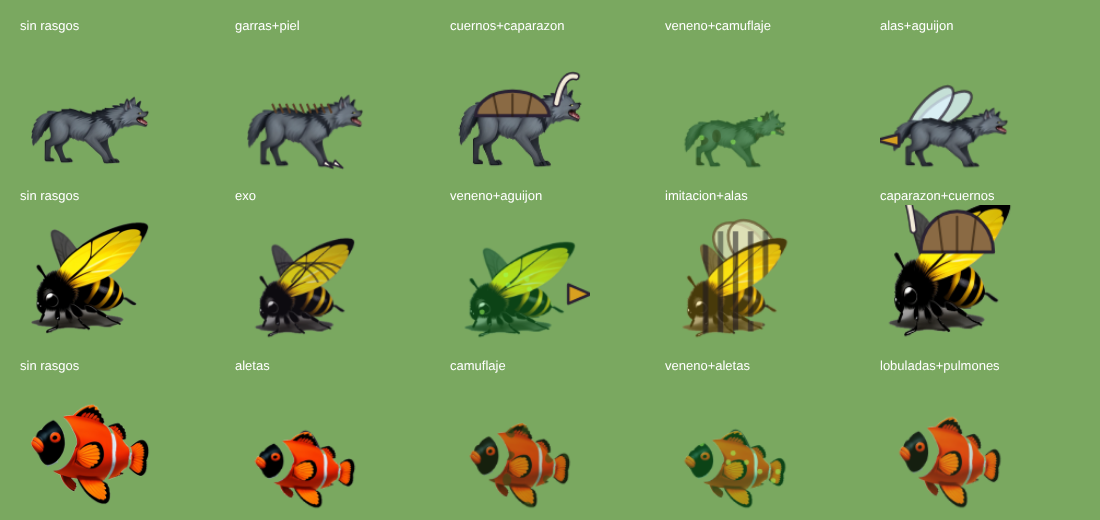 sin rasgos
garras+piel
cuernos+caparazon
veneno+camuflaje
alas+aguijon
sin rasgos
exo
veneno+aguijon
imitacion+alas
caparazon+cuernos
sin rasgos
aletas
camuflaje
veneno+aletas
lobuladas+pulmones